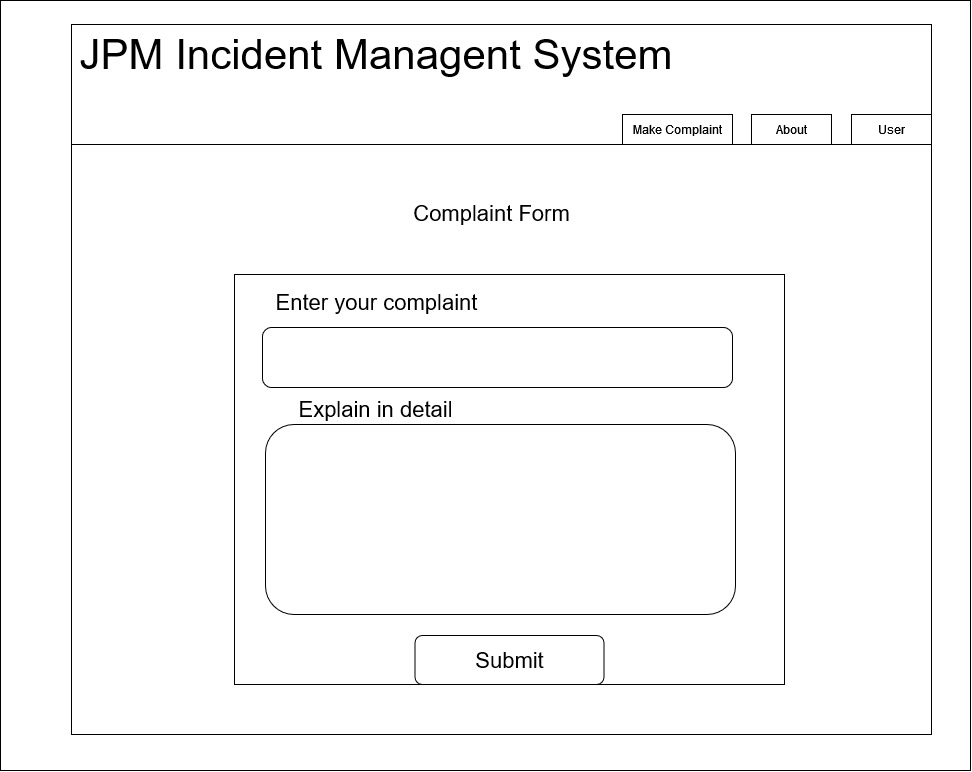 JPM Incident Managent System
Make Complaint
About
User
Complaint Form
Enter your complaint
Explain in detail
Submit